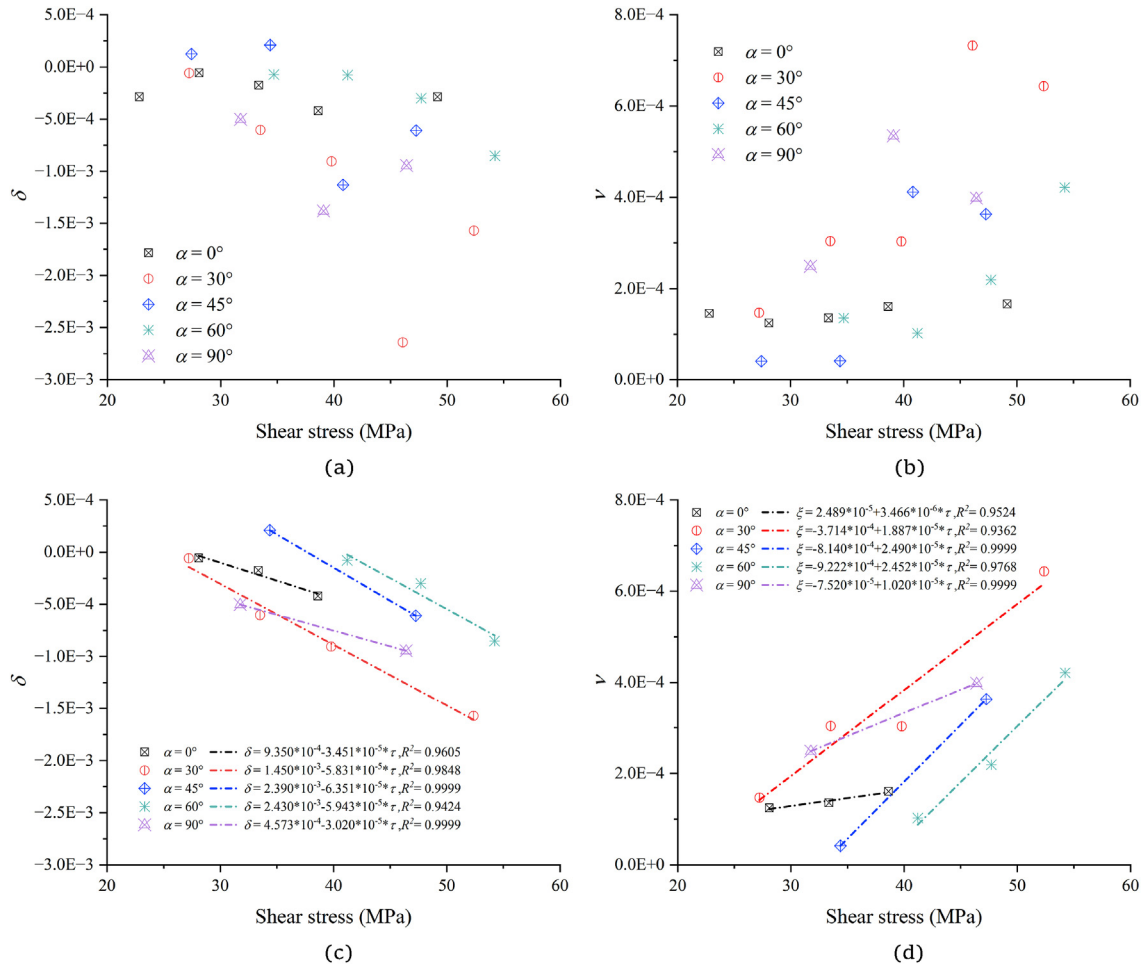 5.0E−4
0.0E+0
−5.0E−4
−1.0E−3
−1.5E−3
−2.0E−3
−2.5E−3
−3.0E−3
δ
α = 0°
α = 30°
α = 45°
α = 60°
α = 90°
20 30 40 50 60
Shear stress (MPa)
(a)
8.0E−4
6.0E−4
4.0E−4
2.0E−4
0.0E+0
ν
α = 0°
α = 30°
α = 45°
α = 60°
α = 90°
20 30 40 50 60
Shear stress (MPa)
(b)
5.0E−4
0.0E+0
−5.0E−4
−1.0E−3
−1.5E−3
−2.0E−3
−2.5E−3
−3.0E−3
δ
α = 0° δ = 9.350*10⁻⁴-3.451*10⁻⁵*τ ,R²= 0.9605
α = 30° δ = 1.450*10⁻³-5.831*10⁻⁵*τ ,R²= 0.9848
α = 45° δ = 2.390*10⁻³-6.351*10⁻⁵*τ ,R²= 0.9999
α = 60° δ = 2.430*10⁻³-5.943*10⁻⁵*τ ,R²= 0.9424
α = 90° δ = 4.573*10⁻⁴-3.020*10⁻⁵*τ ,R²= 0.9999
20 30 40 50 60
Shear stress (MPa)
(c)
8.0E−4
6.0E−4
4.0E−4
2.0E−4
0.0E+0
ν
α = 0° ξ = 2.489*10⁻⁵+3.466*10⁻⁶*τ ,R²= 0.9524
α = 30° ξ =-3.714*10⁻⁴+1.887*10⁻⁵*τ ,R²= 0.9362
α = 45° ξ =-8.140*10⁻⁴+2.490*10⁻⁵*τ ,R²= 0.9999
α = 60° ξ =-9.222*10⁻⁴+2.452*10⁻⁵*τ ,R²= 0.9768
α = 90° ξ=-7.520*10⁻⁵+1.020*10⁻⁵*τ ,R²= 0.9999
20 30 40 50 60
Shear stress (MPa)
(d)